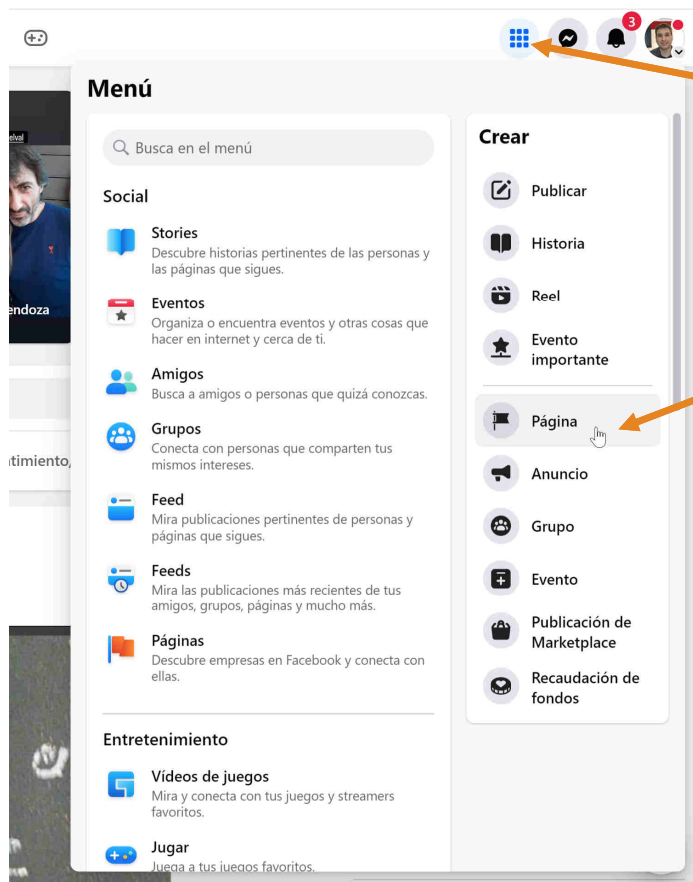 3
elval
endoza
timiento,
Menú
Busca en el menú
Social
Stories
Descubre historias pertinentes de las personas y
las páginas que sigues.
Eventos
Organiza o encuentra eventos y otras cosas que
hacer en internet y cerca de ti.
Amigos
Busca a amigos o personas que quizá conozcas.
Grupos
Conecta con personas que comparten tus
mismos intereses.
Feed
Mira publicaciones pertinentes de personas y
páginas que sigues.
Feeds
Mira las publicaciones más recientes de tus
amigos, grupos, páginas y mucho más.
Páginas
Descubre empresas en Facebook y conecta con
ellas.
Entretenimiento
Vídeos de juegos
Mira y conecta con tus juegos y streamers
favoritos.
Jugar
Juega a tus juegos favoritos.
Crear
Publicar
Historia
Reel
Evento
importante
Página
Anuncio
Grupo
Evento
Publicación de
Marketplace
Recaudación de
fondos